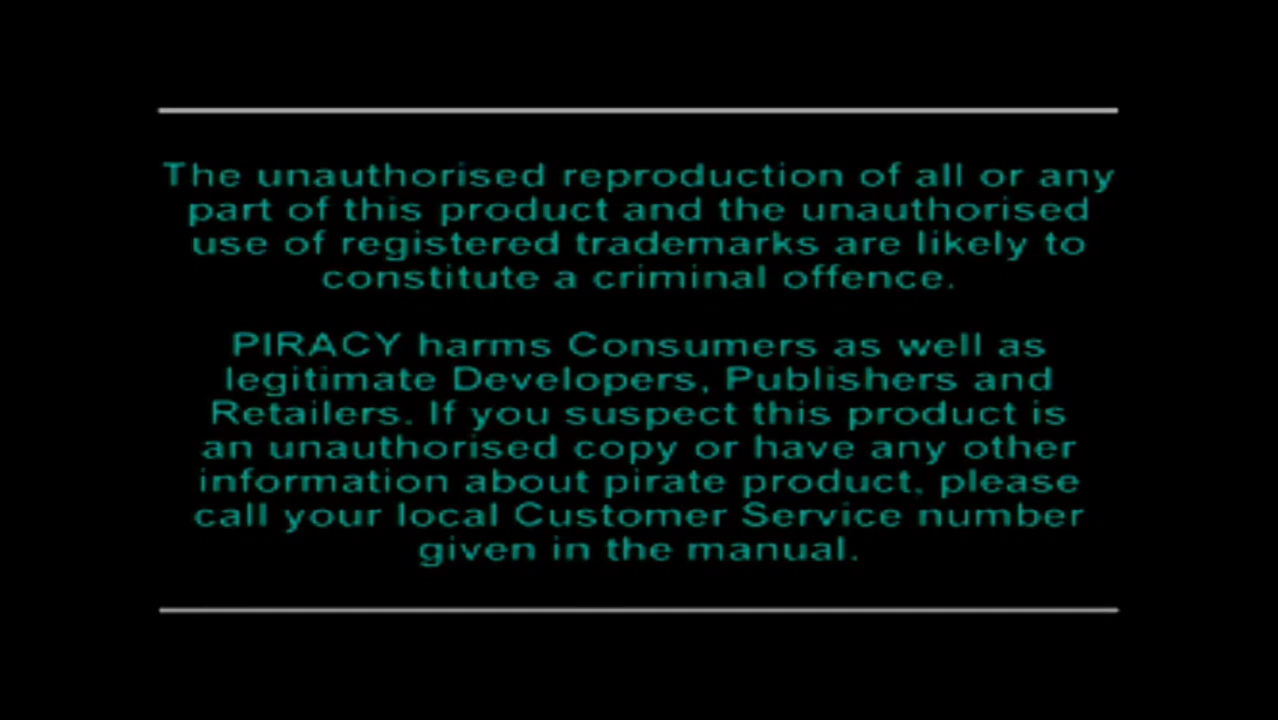 The unauthorised reproduction of all or any
part of this product and the unauthorised
use of registered trademarks are likely to
constitute a criminal offence.
PIRACY harms Consumers as well as
legitimate Developers, Publishers and
Retailers. If you suspect this product is
an unauthorised copy or have any other
information about pirate product, please
call your local Customer Service number
given in the manual.